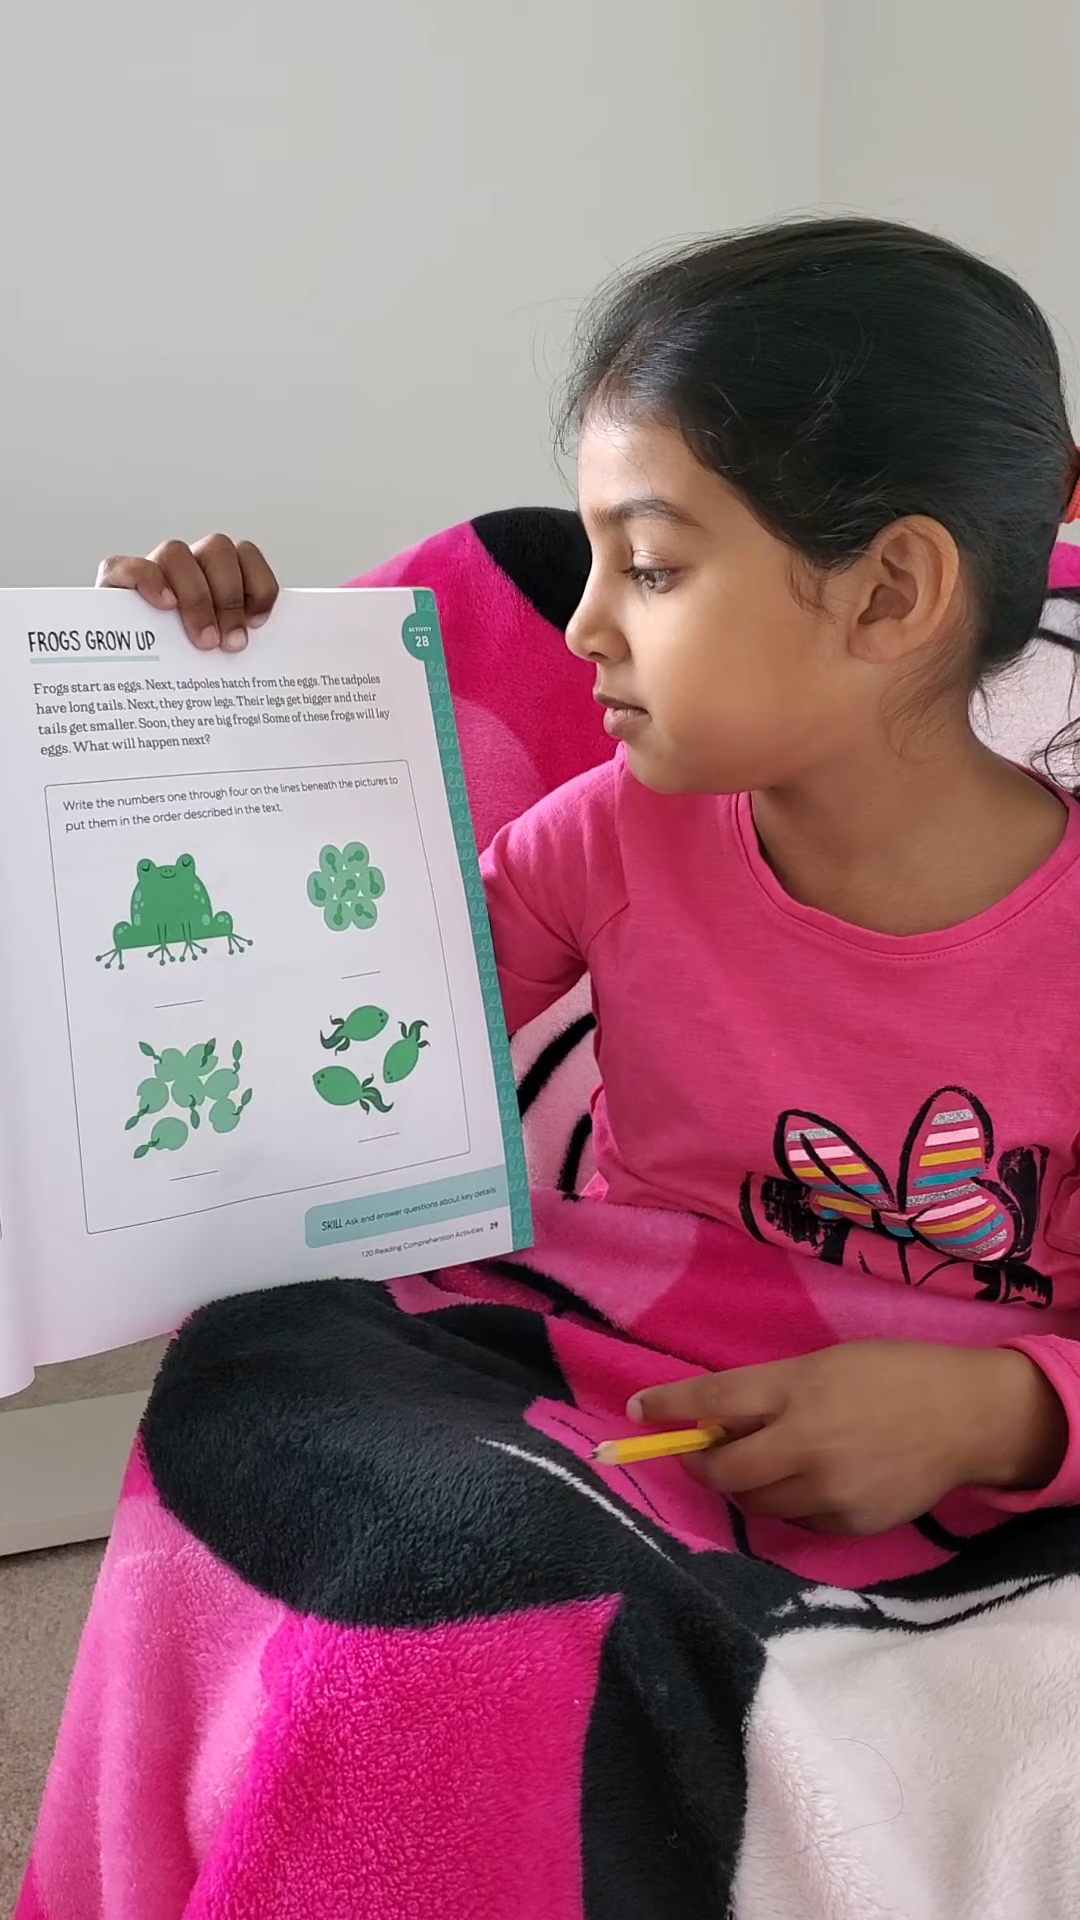 FROGS GROW UP
ACTIVITY
28
Frogs start as eggs. Next, tadpoles hatch from the eggs. The tadpoles
have long tails. Next, they grow legs. Their legs get bigger and their
tails get smaller. Soon, they are big frogs! Some of these frogs will lay
eggs. What will happen next?
Write the numbers one through four on the lines beneath the pictures to
put them in the order described in the text.
SKILL Ask and answer questions about key details
120 Reading Comprehension Activities 29